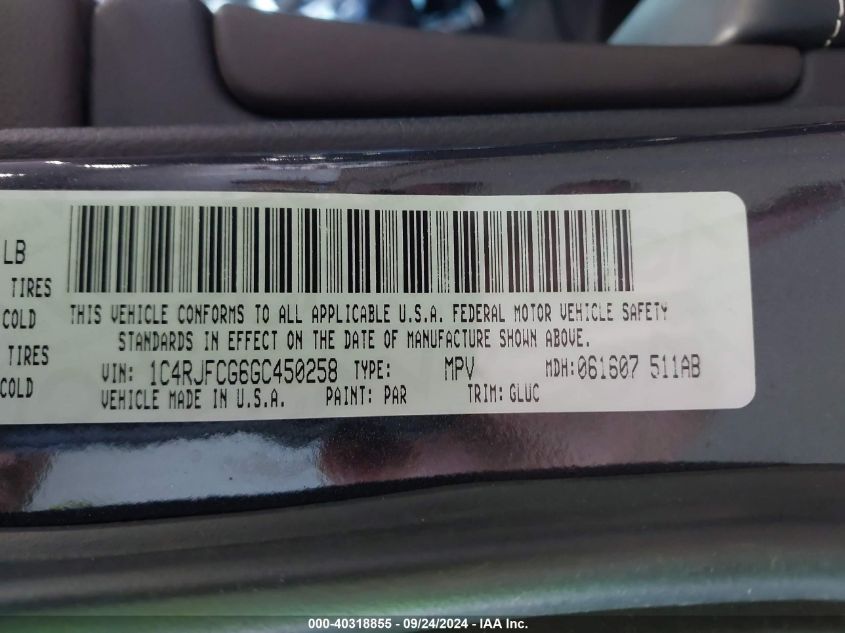 LB
TIRES
COLD
TIRES
COLD
THIS VEHICLE CONFORMS TO ALL APPLICABLE U.S.A. FEDERAL MOTOR VEHICLE SAFETY
STANDARDS IN EFFECT ON THE DATE OF MANUFACTURE SHOWN ABOVE.
VIN: 1C4RJFCG6GC450258 TYPE: MPV MDH:061607 511AB
VEHICLE MADE IN U.S.A. PAINT: PAR TRIM: GLUC
000-40318855 - 09/24/2024 - IAA Inc.